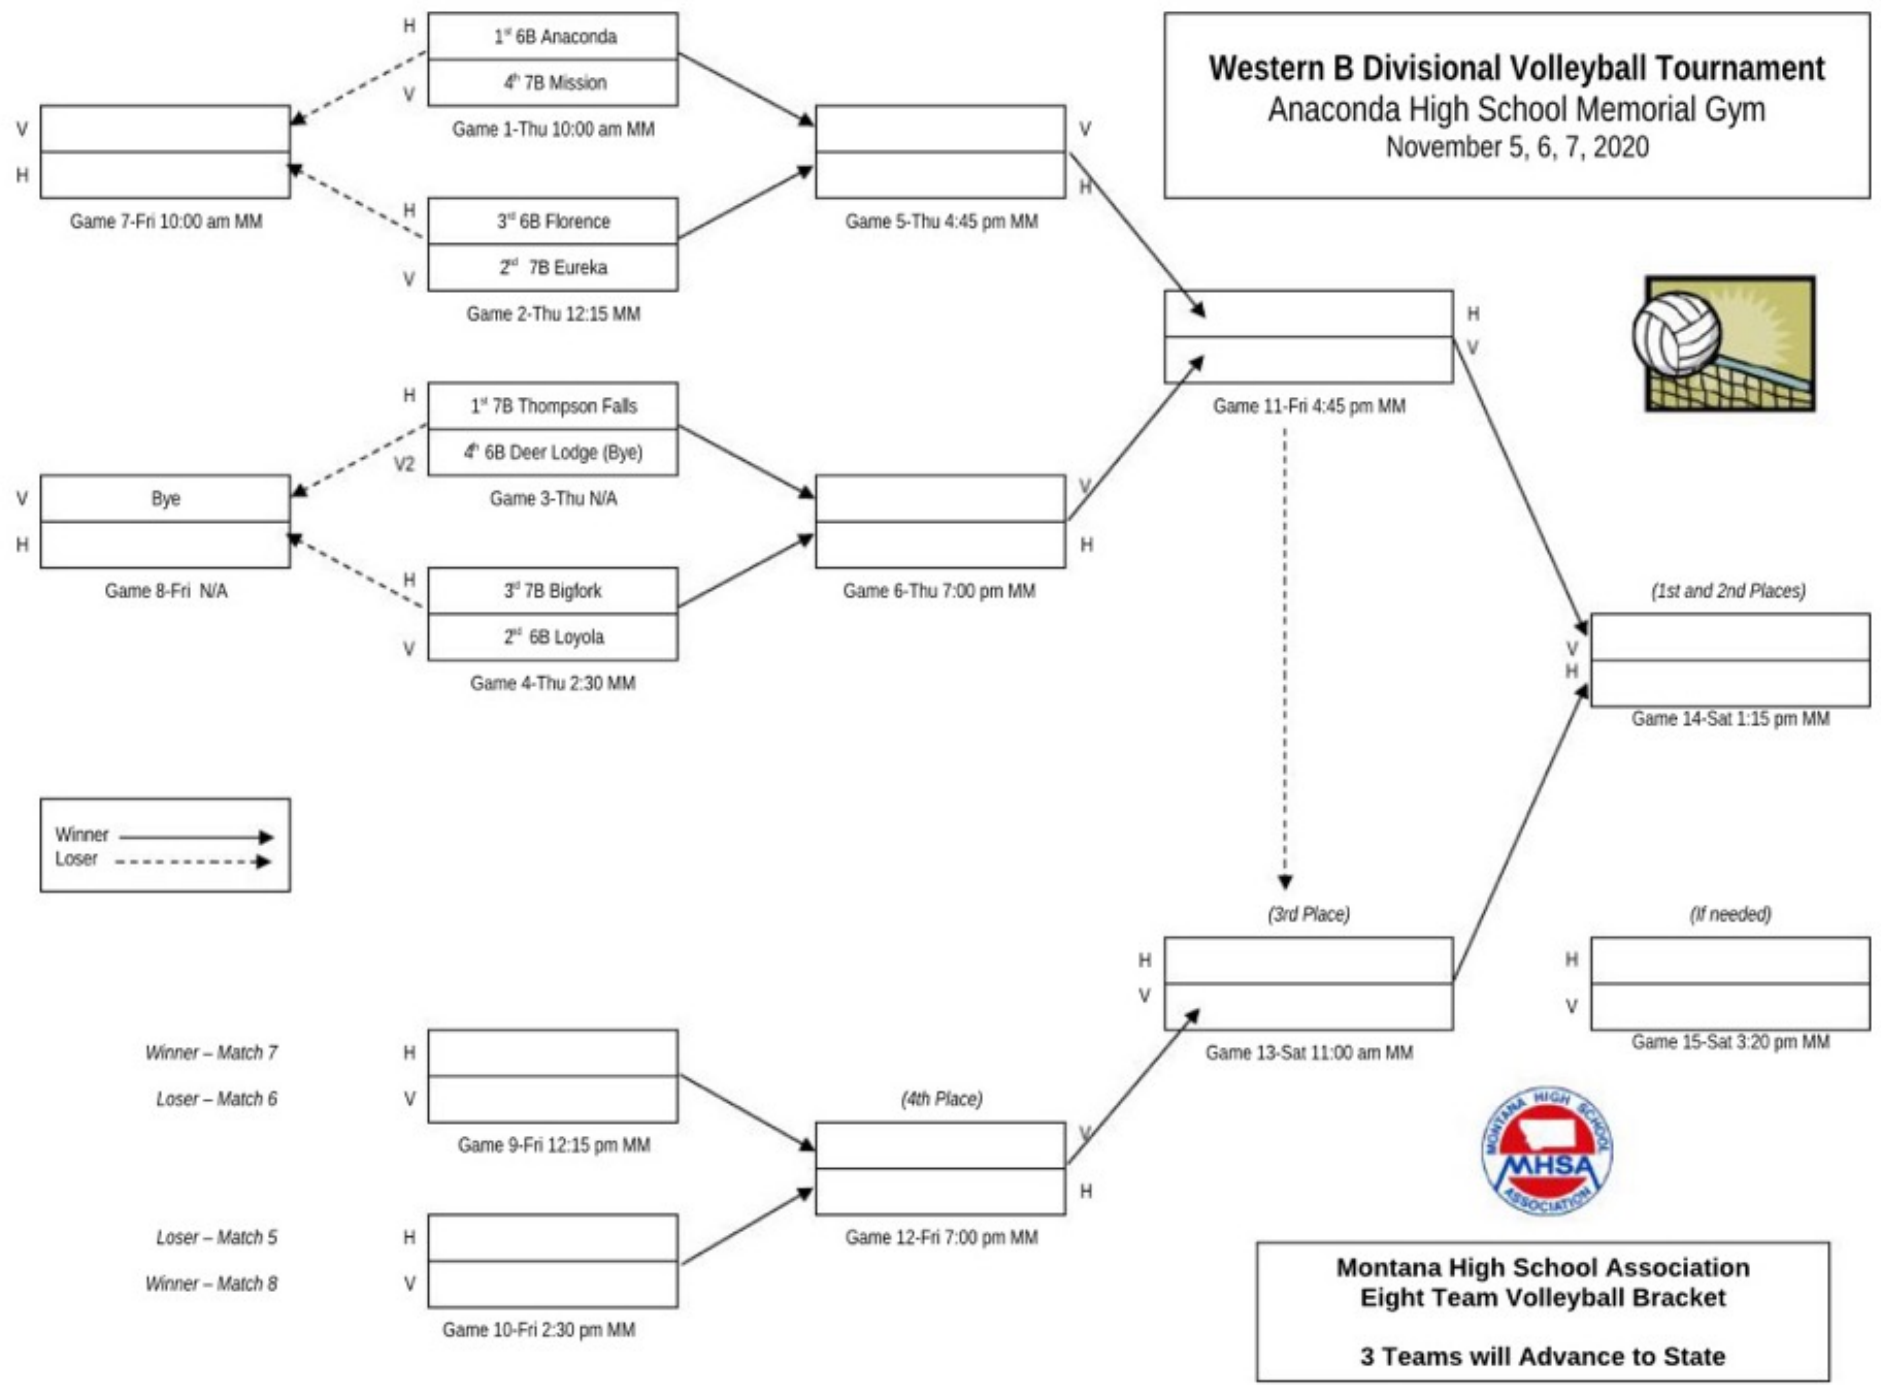 Western B Divisional Volleyball Tournament
Anaconda High School Memorial Gym
November 5, 6, 7, 2020
H
1st 6B Anaconda
V
4th 7B Mission
Game 1-Thu 10:00 am MM
V
H
Game 7-Fri 10:00 am MM
H
3rd 6B Florence
V
2nd 7B Eureka
Game 2-Thu 12:15 MM
V
H
Game 5-Thu 4:45 pm MM
H
1st 7B Thompson Falls
V2
4th 6B Deer Lodge (Bye)
Game 3-Thu N/A
V
Bye
H
Game 8-Fri N/A
H
3rd 7B Bigfork
V
2nd 6B Loyola
Game 4-Thu 2:30 MM
V
H
Game 6-Thu 7:00 pm MM
H
V
Game 11-Fri 4:45 pm MM
(1st and 2nd Places)
V
H
Game 14-Sat 1:15 pm MM
Winner
Loser
(3rd Place)
H
V
Game 13-Sat 11:00 am MM
(If needed)
H
V
Game 15-Sat 3:20 pm MM
Winner – Match 7
H
Loser – Match 6
V
Game 9-Fri 12:15 pm MM
(4th Place)
V
H
Game 12-Fri 7:00 pm MM
Loser – Match 5
H
Winner – Match 8
V
Game 10-Fri 2:30 pm MM
MONTANA HIGH SCHOOL
MHSA
ASSOCIATION
Montana High School Association
Eight Team Volleyball Bracket
3 Teams will Advance to State